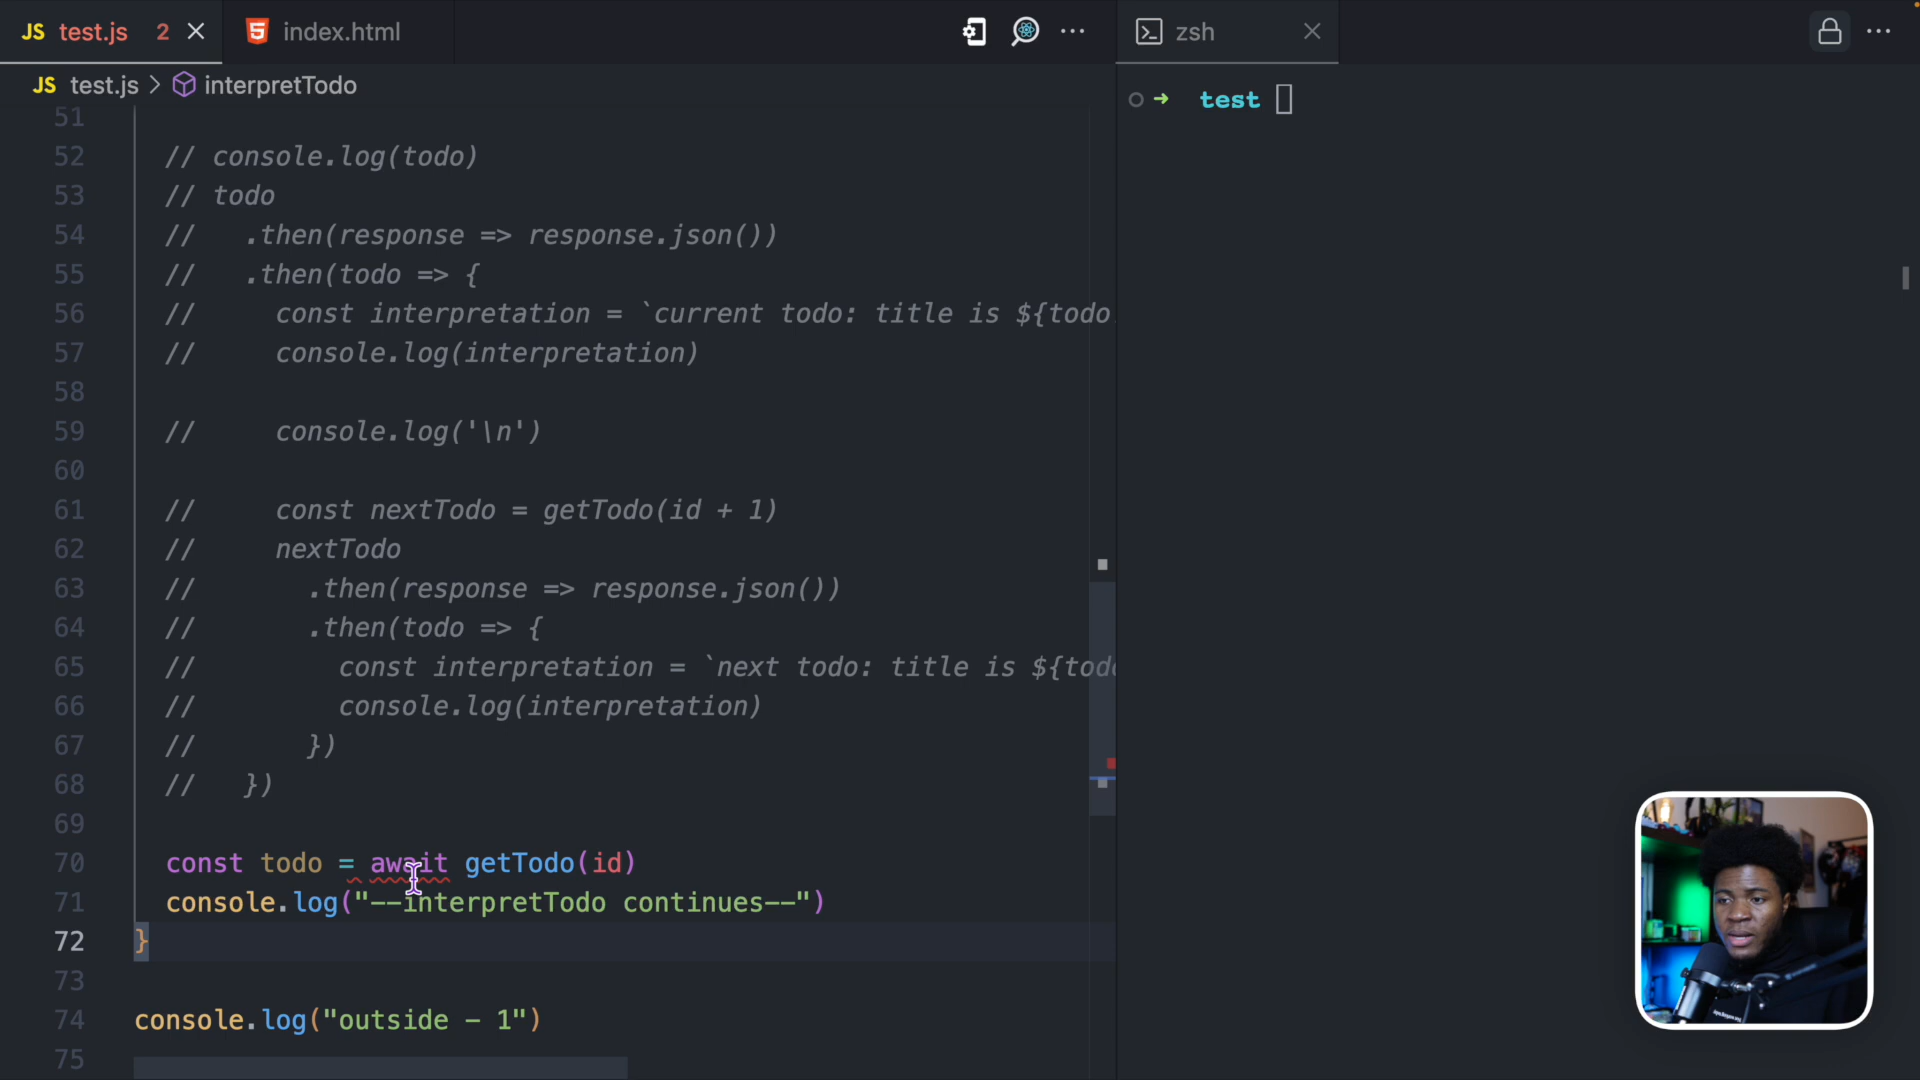 JS test.js 2 index.html
zsh
JS test.js > interpretTodo
→ test
51
52 // console.log(todo)
53 // todo
54 //   .then(response => response.json())
55 //   .then(todo => {
56 //     const interpretation = `current todo: title is ${todo.
57 //     console.log(interpretation)
58
59 //     console.log('\n')
60
61 //     const nextTodo = getTodo(id + 1)
62 //     nextTodo
63 //       .then(response => response.json())
64 //       .then(todo => {
65 //         const interpretation = `next todo: title is ${todo
66 //         console.log(interpretation)
67 //       })
68 //   })
69
70 const todo = await getTodo(id)
71 console.log("--interpretTodo continues--")
72 }
73
74 console.log("outside - 1")
75